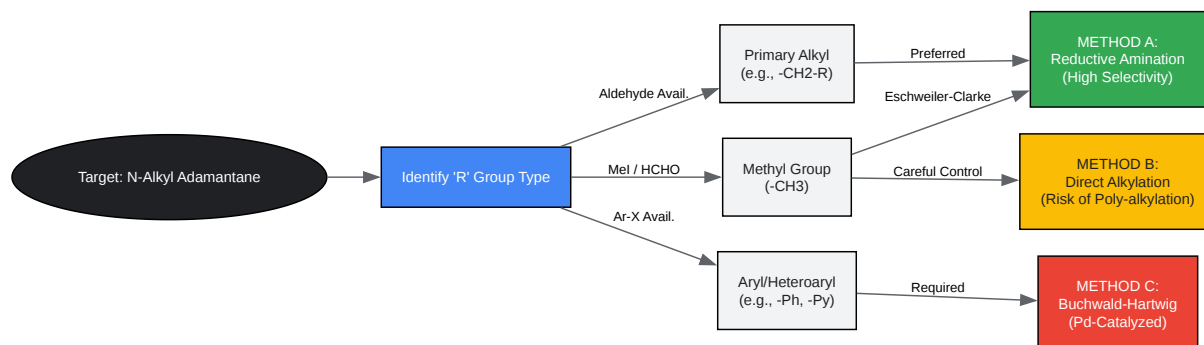 Target: N-Alkyl Adamantane
Identify 'R' Group Type
Aldehyde Avail.
MeI / HCHO
Ar-X Avail.
Primary Alkyl
(e.g., -CH2-R)
Methyl Group
(-CH3)
Aryl/Heteroaryl
(e.g., -Ph, -Py)
Preferred
Eschweiler-Clarke
Careful Control
Required
METHOD A:
Reductive Amination
(High Selectivity)
METHOD B:
Direct Alkylation
(Risk of Poly-alkylation)
METHOD C:
Buchwald-Hartwig
(Pd-Catalyzed)